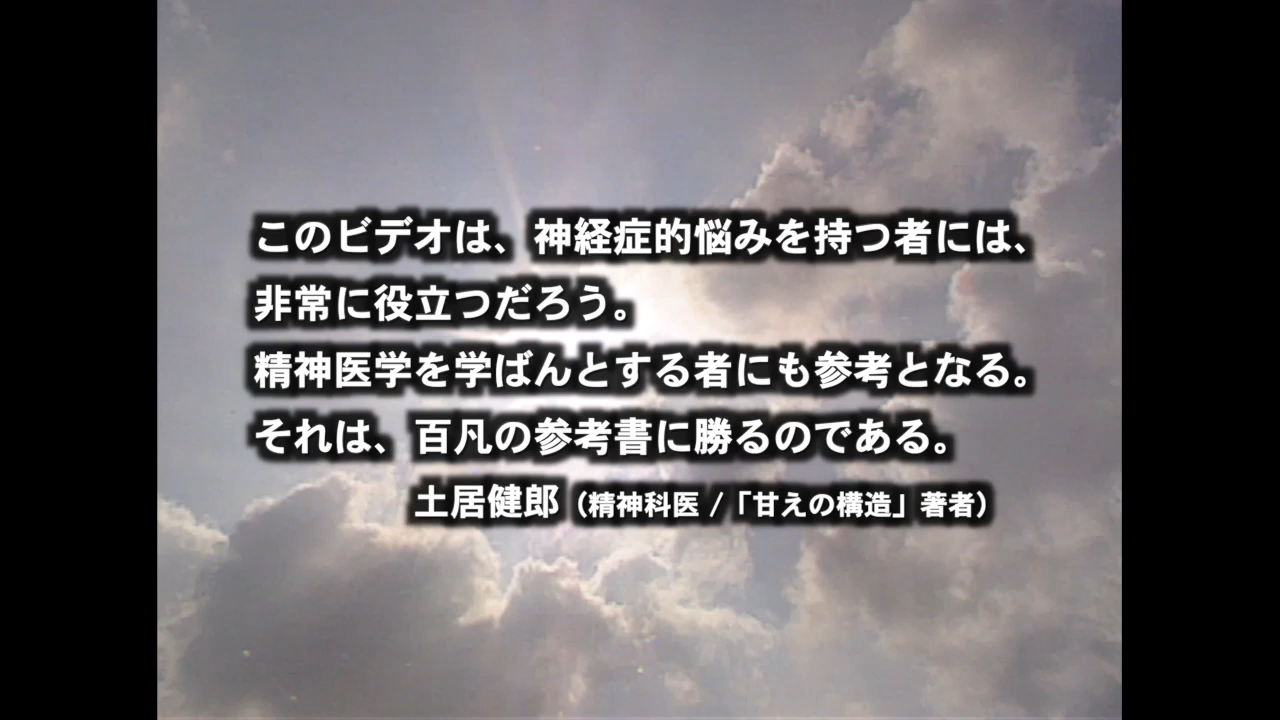 このビデオは、神経症的悩みを持つ者には、
非常に役立つだろう。
精神医学を学ばんとする者にも参考となる。
それは、百凡の参考書に勝るのである。
土居健郎（精神科医 /「甘えの構造」著者）